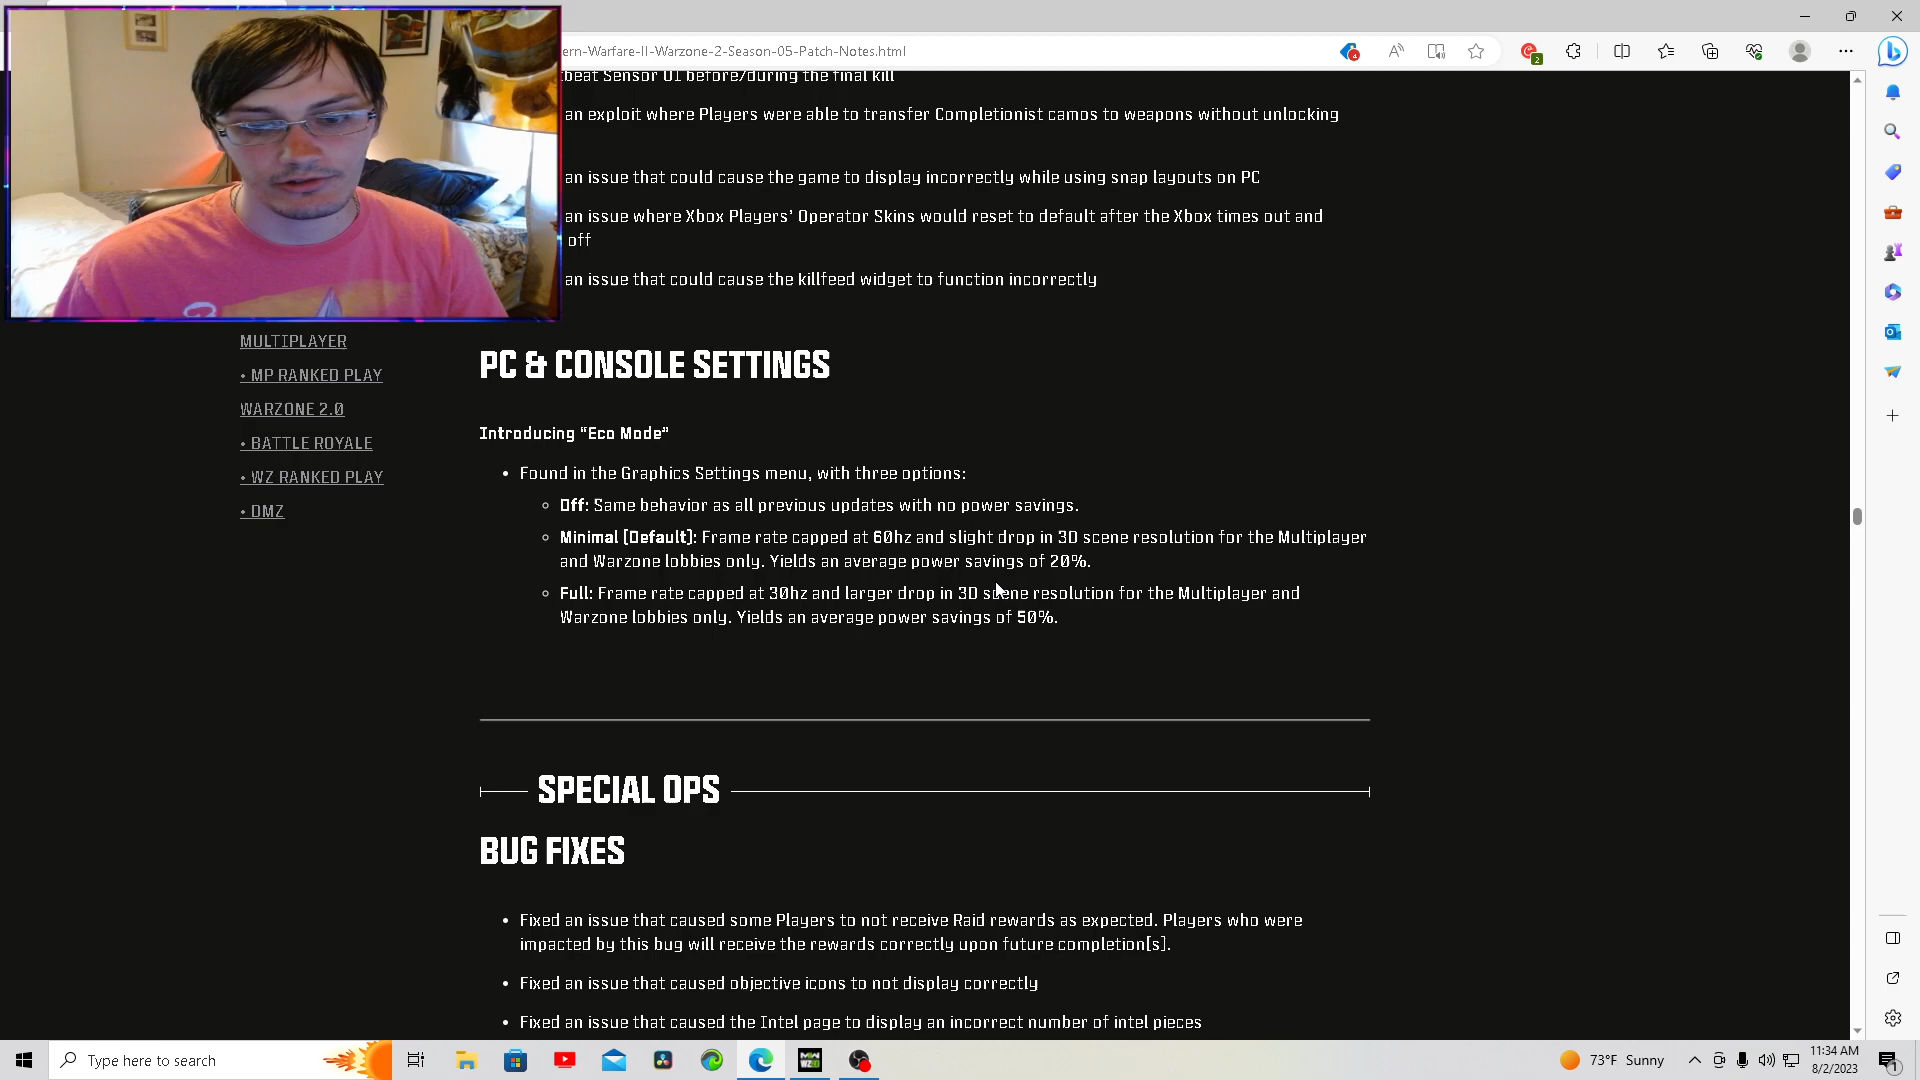 ern-Warfare-II-Warzone-2-Season-05-Patch-Notes.html
beat Sensor UI before/during the final kill
an exploit where Players were able to transfer Completionist camos to weapons without unlocking
an issue that could cause the game to display incorrectly while using snap layouts on PC
an issue where Xbox Players’ Operator Skins would reset to default after the Xbox times out and
off
an issue that could cause the killfeed widget to function incorrectly
MULTIPLAYER
• MP RANKED PLAY
WARZONE 2.0
• BATTLE ROYALE
• WZ RANKED PLAY
• DMZ
PC & CONSOLE SETTINGS
Introducing “Eco Mode”
• Found in the Graphics Settings menu, with three options:
○ Off: Same behavior as all previous updates with no power savings.
○ Minimal [Default]: Frame rate capped at 60hz and slight drop in 3D scene resolution for the Multiplayer
and Warzone lobbies only. Yields an average power savings of 20%.
○ Full: Frame rate capped at 30hz and larger drop in 3D scene resolution for the Multiplayer and
Warzone lobbies only. Yields an average power savings of 50%.
SPECIAL OPS
BUG FIXES
• Fixed an issue that caused some Players to not receive Raid rewards as expected. Players who were
impacted by this bug will receive the rewards correctly upon future completion[s].
• Fixed an issue that caused objective icons to not display correctly
• Fixed an issue that caused the Intel page to display an incorrect number of intel pieces
Type here to search
73°F Sunny
11:34 AM
8/2/2023